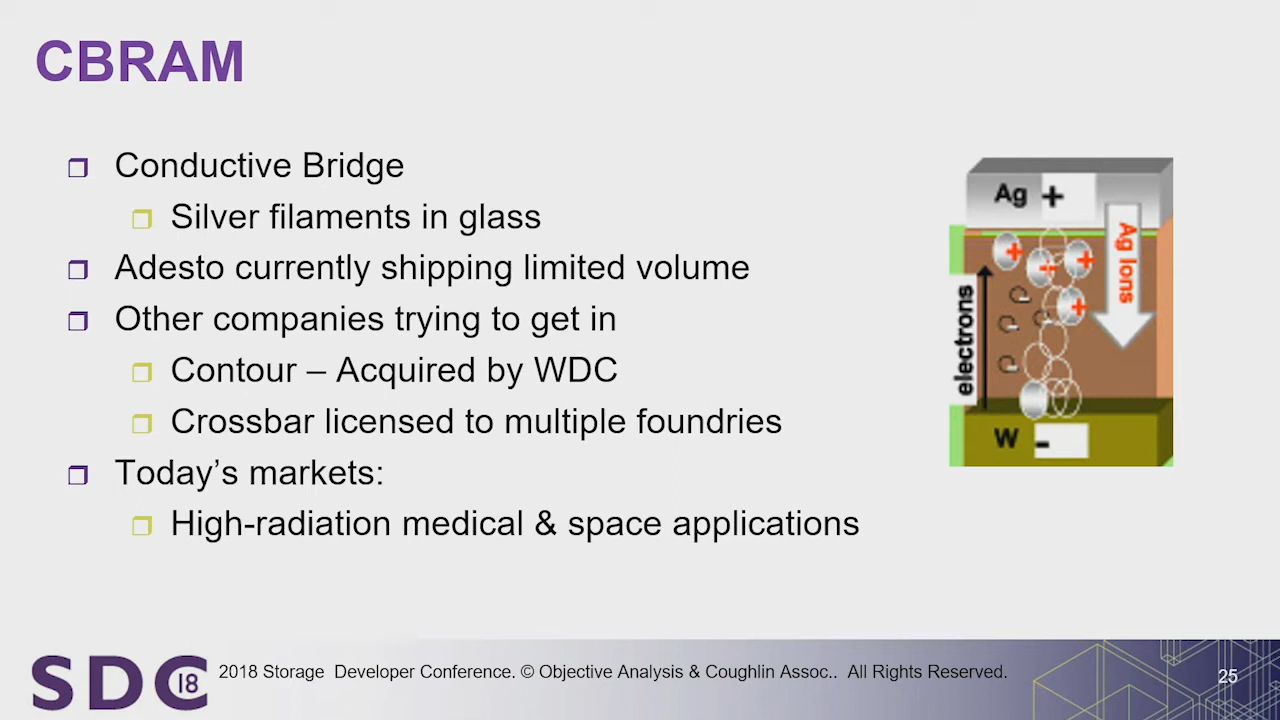 CBRAM
Conductive Bridge
Silver filaments in glass
Adesto currently shipping limited volume
Other companies trying to get in
Contour – Acquired by WDC
Crossbar licensed to multiple foundries
Today’s markets:
High-radiation medical & space applications
Ag +
Ag Ions
+
+
+
+
electrons
W -
SDC 18
2018 Storage Developer Conference. © Objective Analysis & Coughlin Assoc.. All Rights Reserved.
25